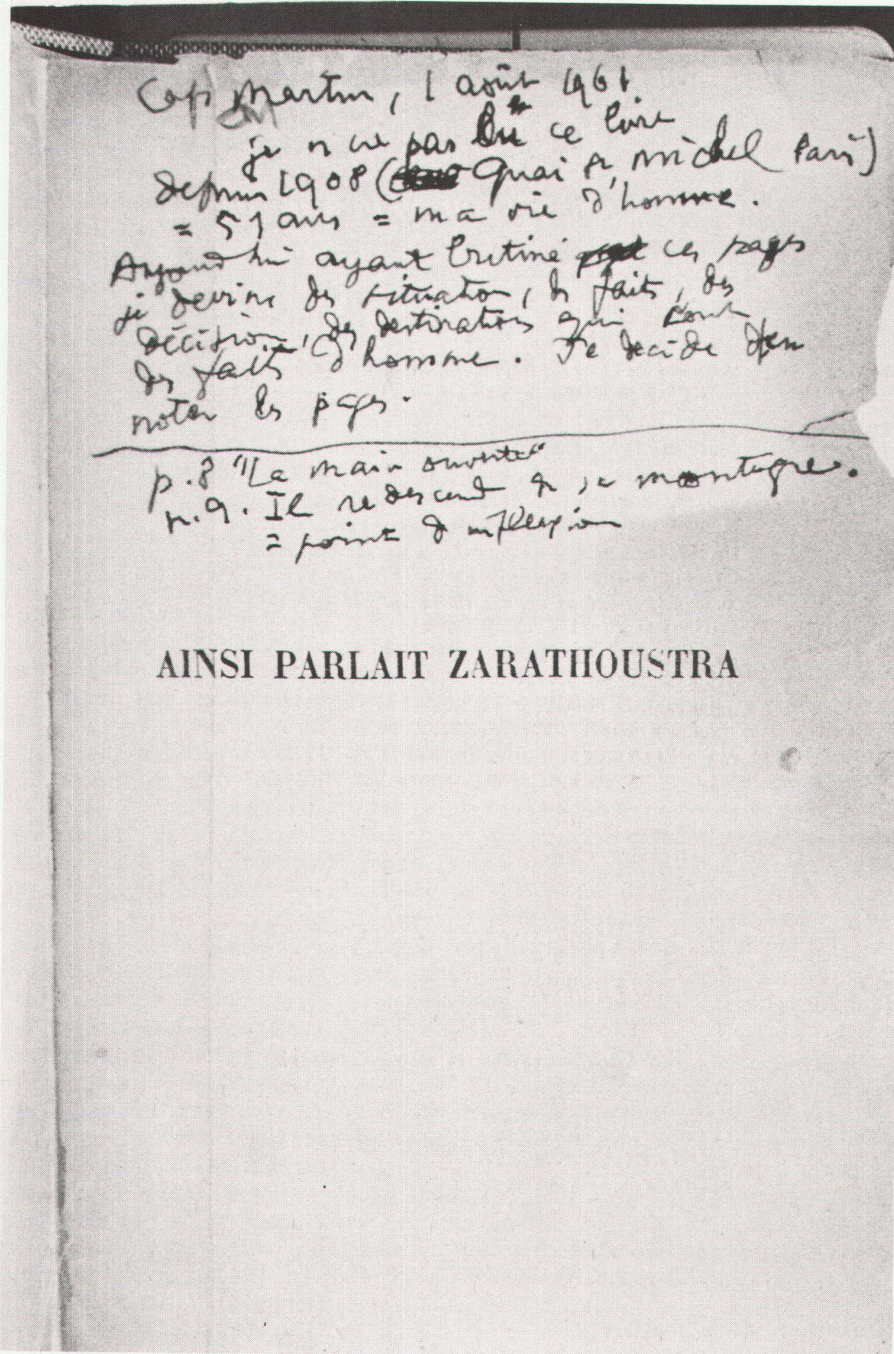 Cap Martin, 1 août 1961
je n'ai pas lu ce livre
depuis 1908 (Quai St Michel Paris)
= 51 ans = ma vie d'homme.
Aujourd'hui ayant butiné ces pages
je devine des situation, des faits, des
décisions, des destinations qui sont
des faits d'homme. Je décide d'en
noter les pages.
p.8 "La main ouverte"
p.9. Il redescend de sa montagne.
= point d'inflexion
AINSI PARLAIT ZARATHOUSTRA